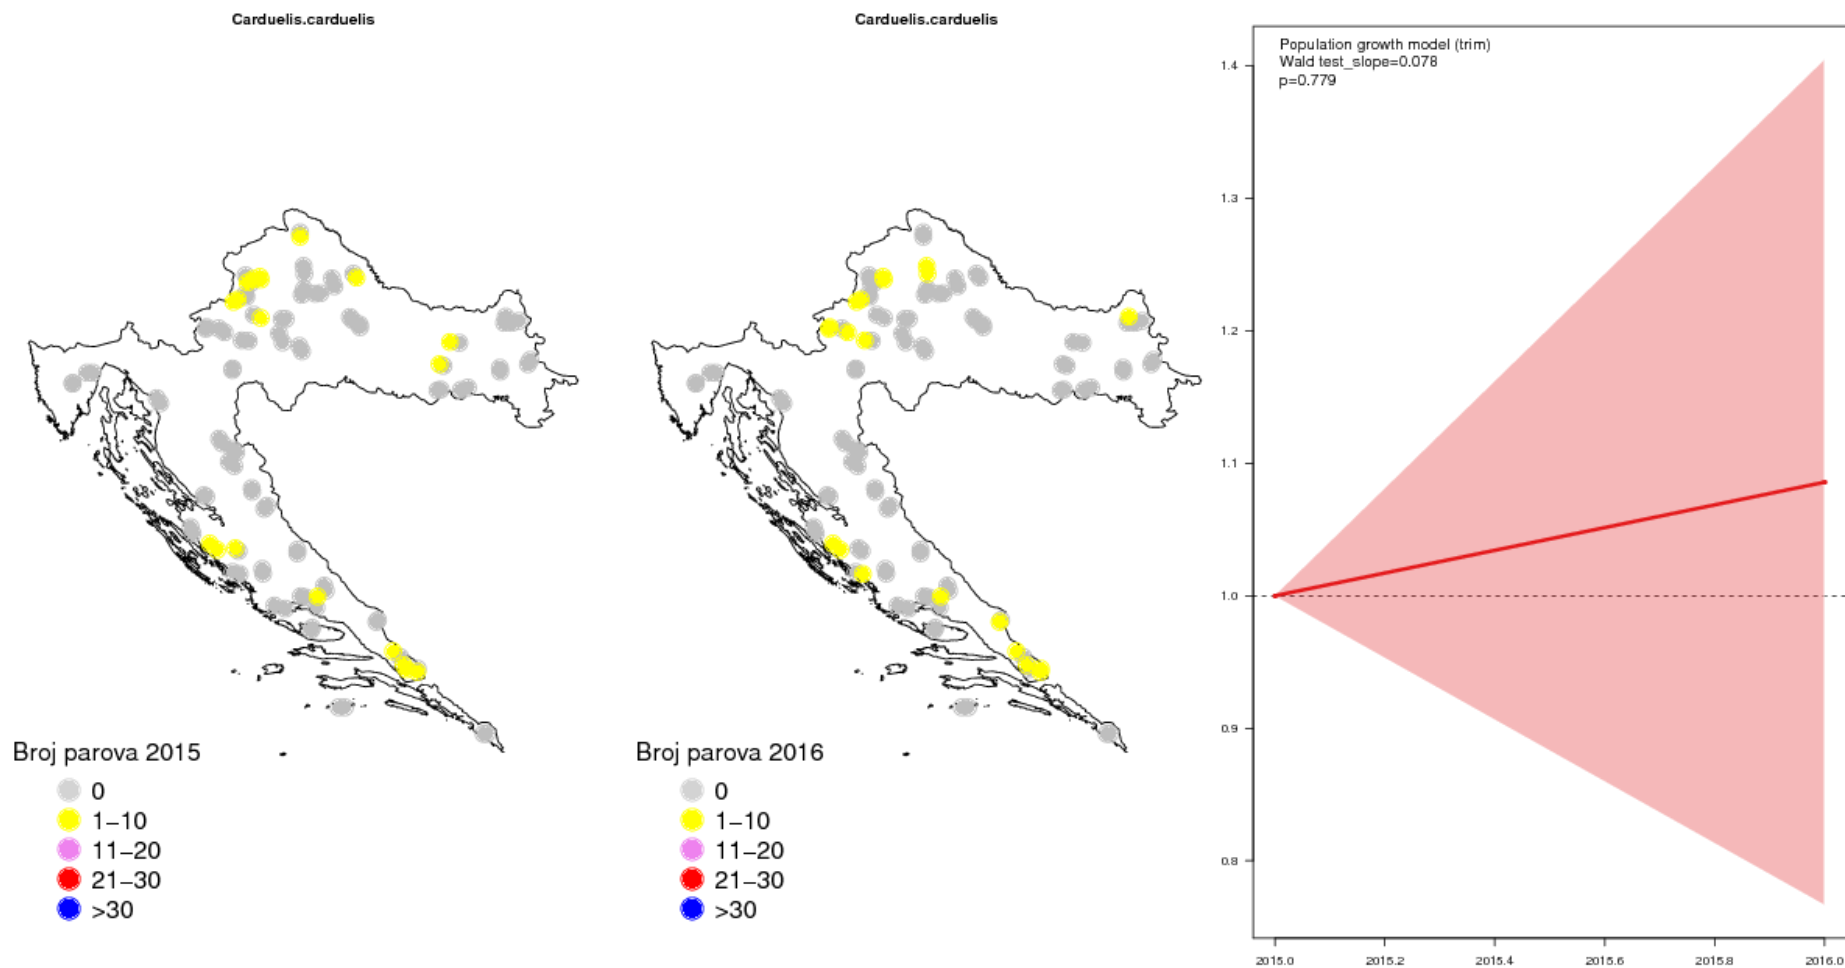 Carduelis.carduelis
Broj parova 2015
0
1–10
11–20
21–30
>30
Carduelis.carduelis
Broj parova 2016
0
1–10
11–20
21–30
>30
Population growth model (trim)
Wald test_slope=0.078
p=0.779
1.4
1.3
1.2
1.1
1.0
0.9
0.8
2015.0 2015.2 2015.4 2015.6 2015.8 2016.0